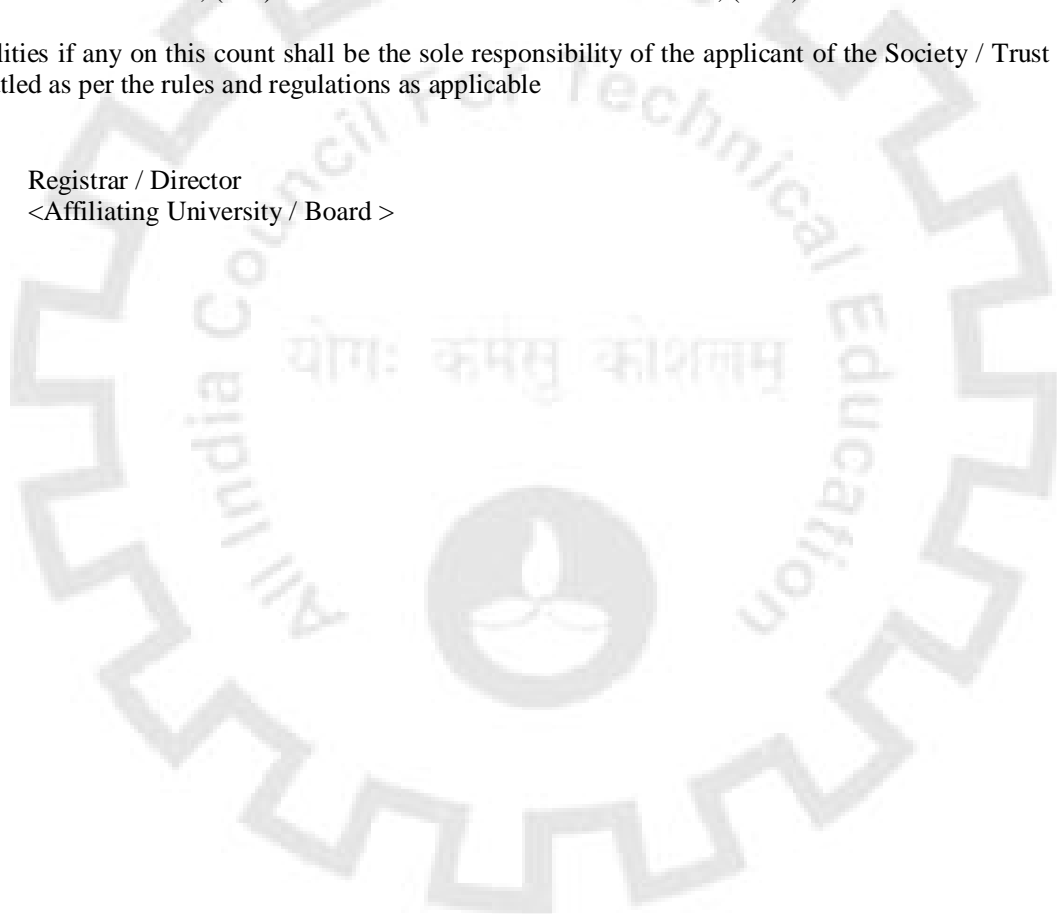 lities if any on this count shall be the sole responsibility of the applicant of the Society / Trust
tled as per the rules and regulations as applicable
Registrar / Director
<Affiliating University / Board >
All India Council For Technical Education
योगः कर्मसु कौशलम्